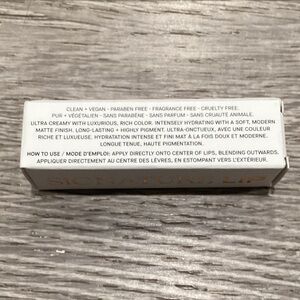 CLEAN + VEGAN - PARABEN FREE - FRAGRANCE FREE - CRUELTY FREE.
PUR + VÉGÉTALIEN - SANS PARABÈNE - SANS PARFUM - SANS CRUAUTÉ ANIMALE.
ULTRA CREAMY WITH LUXURIOUS, RICH COLOR. INTENSELY HYDRATING WITH A SOFT, MODERN
MATTE FINISH, LONG-LASTING + HIGHLY PIGMENT. ULTRA-ONCTUEUX, AVEC UNE COULEUR
RICHE ET LUXUEUSE. HYDRATATION INTENSE ET FINI MAT À LA FOIS DOUX ET MODERNE.
LONGUE TENUE, HAUTE PIGMENTATION.
HOW TO USE / MODE D'EMPLOI: APPLY DIRECTLY ONTO CENTER OF LIPS, BLENDING OUTWARDS.
APPLIQUER DIRECTEMENT AU CENTRE DES LÈVRES, EN ESTOMPANT VERS L'EXTÉRIEUR.